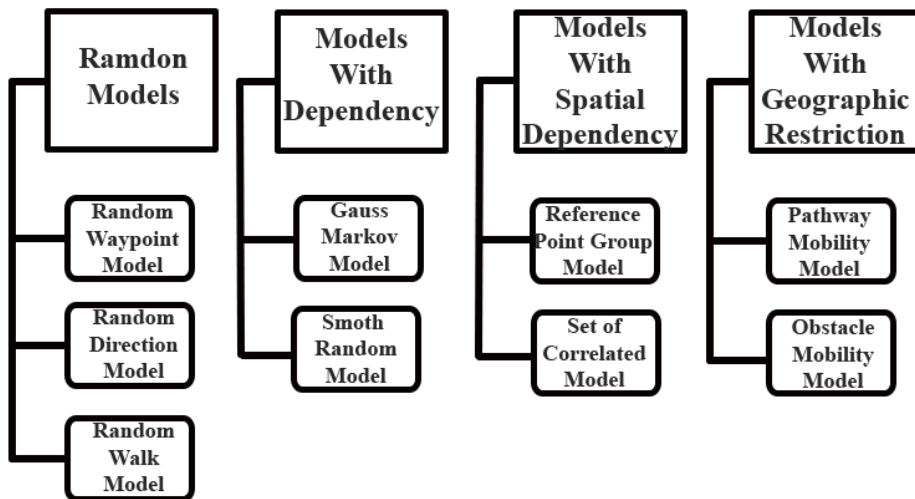 Ramdon
Models
Random
Waypoint
Model
Random
Direction
Model
Random
Walk
Model
Models
With
Dependency
Gauss
Markov
Model
Smoth
Random
Model
Models
With
Spatial
Dependency
Reference
Point Group
Model
Set of
Correlated
Model
Models
With
Geographic
Restriction
Pathway
Mobility
Model
Obstacle
Mobility
Model